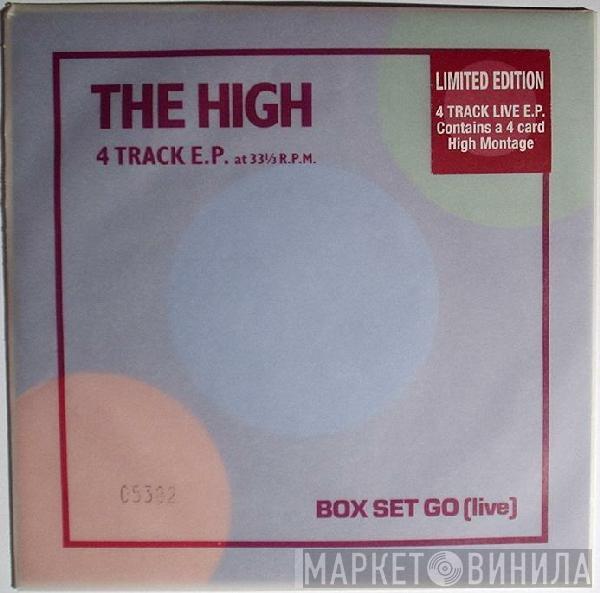 THE HIGH
4 TRACK E.P. at 33⅓ R.P.M.
LIMITED EDITION
4 TRACK LIVE E.P.
Contains a 4 card
High Montage
05302
BOX SET GO (live)
МАРКЕТ ВИНИЛА